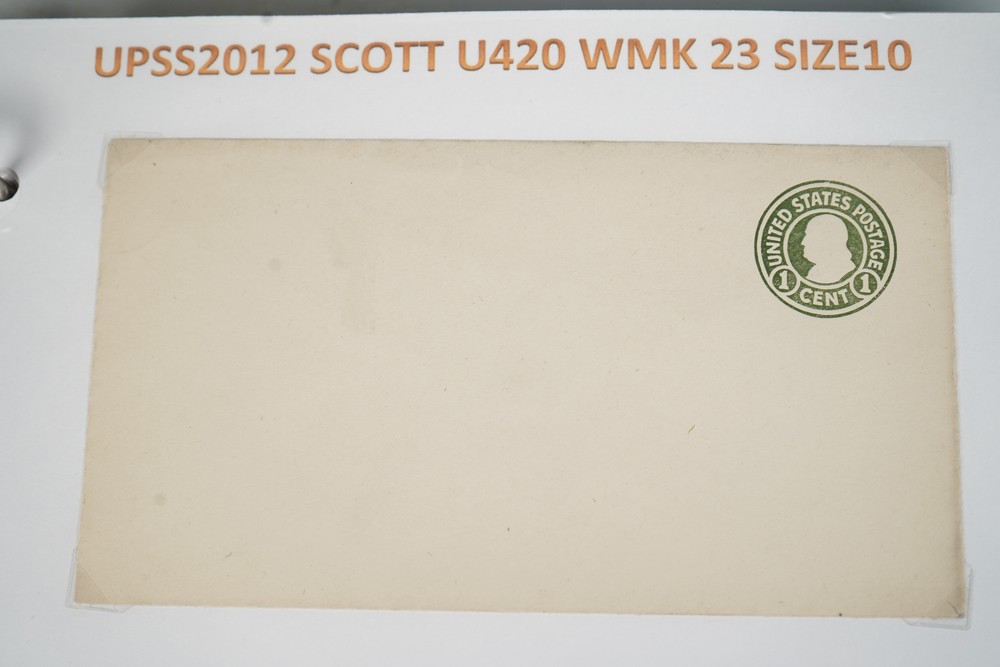 UPSS2012 SCOTT U420 WMK 23 SIZE10
UNITED STATES POSTAGE
1 CENT 1